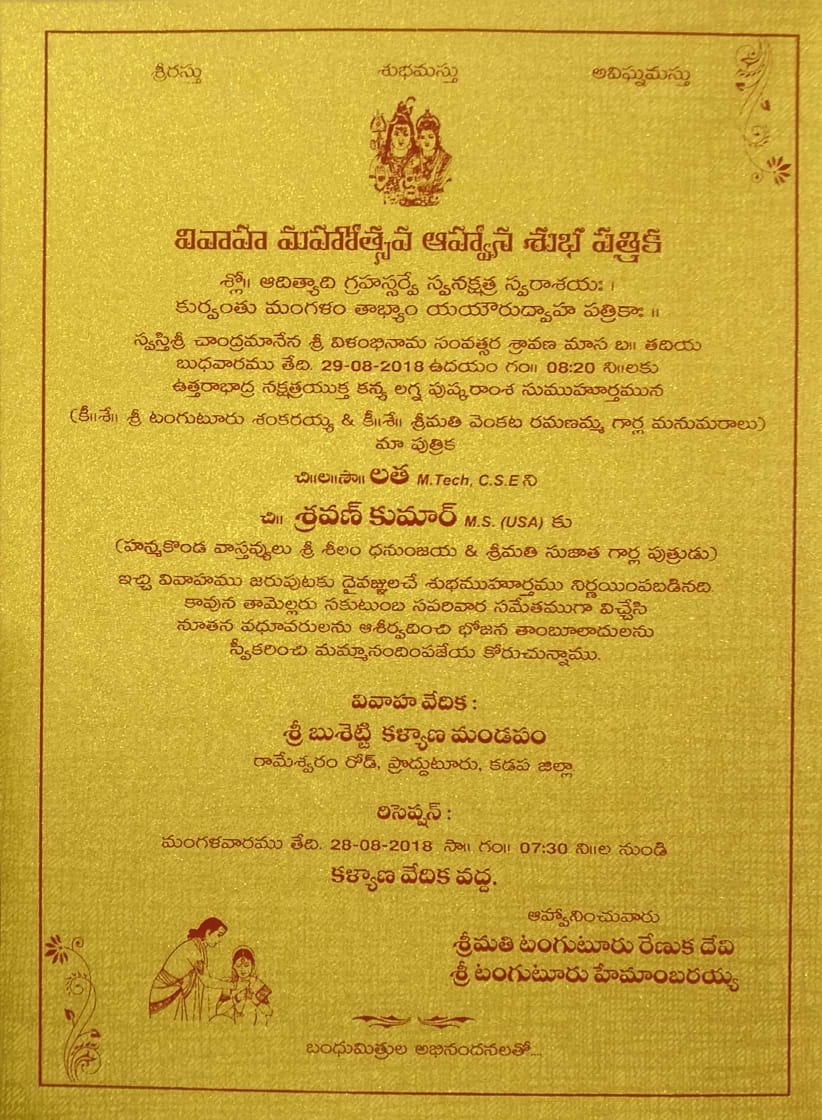 శ్రీరస్తు శుభమస్తు అవిఘ్నమస్తు
వివాహ మహోత్సవ ఆహ్వాన శుభ పత్రిక
శ్లో॥ ఆదిత్యాది గ్రహస్సర్వే స్వనక్షత్ర స్వరాశయః ।
కుర్వంతు మంగళం తాభ్యాం యయౌరుద్వాహ పత్రికాః ॥
స్వస్తిశ్రీ చాంద్రమానేన శ్రీ విళంభినామ సంవత్సర శ్రావణ మాస బ॥ తదియ
బుధవారము తేది. 29-08-2018 ఉదయం గం॥ 08:20 ని॥లకు
ఉత్తరాభాద్ర నక్షత్రయుక్త కన్య లగ్న పుష్కరాంశ సుముహూర్తమున
(కీ॥శే॥ శ్రీ టంగుటూరు శంకరయ్య & కీ॥శే॥ శ్రీమతి వెంకట రమణమ్మ గార్ల మనుమరాలు)
మా పుత్రిక
చి॥ల॥సౌ॥ లత M.Tech, C.S.E ని
చి॥ శ్రవణ్ కుమార్ M.S. (USA) కు
(హన్మకొండ వాస్తవ్యులు శ్రీ శీలం ధనుంజయ & శ్రీమతి సుజాత గార్ల పుత్రుడు)
ఇచ్చి వివాహము జరుపుటకు దైవజ్ఞులచే శుభముహూర్తము నిర్ణయింపబడినది.
కావున తామెల్లరు సకుటుంబ సపరివార సమేతముగా విచ్చేసి
నూతన వధూవరులను ఆశీర్వదించి భోజన తాంబూలాదులను
స్వీకరించి మమ్మానందింపజేయ కోరుచున్నాము.
వివాహ వేదిక :
శ్రీ బుశెట్టి కళ్యాణ మండపం
రామేశ్వరం రోడ్, ప్రొద్దుటూరు, కడప జిల్లా
రిసెప్షన్ :
మంగళవారము తేది. 28-08-2018 సా॥ గం॥ 07:30 ని॥ల నుండి
కళ్యాణ వేదిక వద్ద.
ఆహ్వానించువారు
శ్రీమతి టంగుటూరు రేణుక దేవి
శ్రీ టంగుటూరు హేమాంబరయ్య
బంధుమిత్రుల అభినందనలతో...